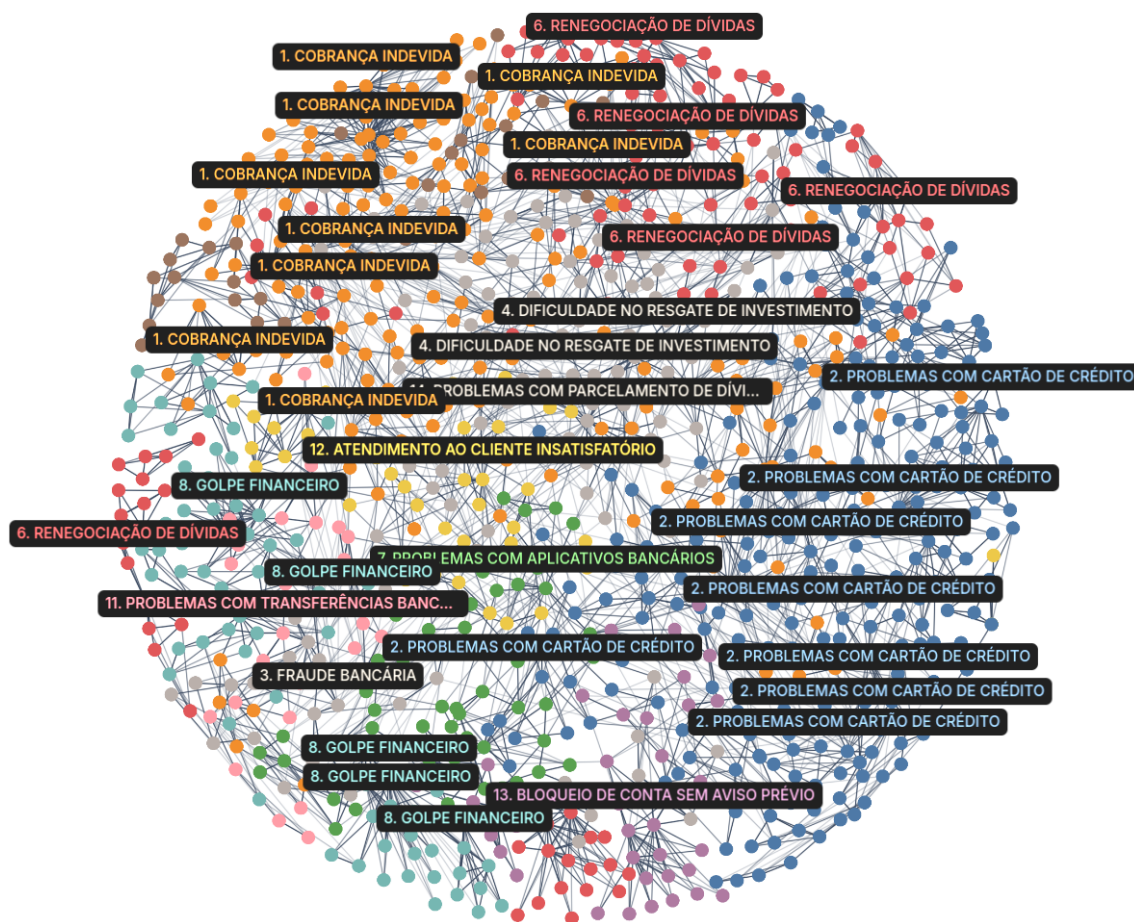 6. RENEGOCIAÇÃO DE DÍVIDAS
1. COBRANÇA INDEVIDA
1. COBRANÇA INDEVIDA
1. COBRANÇA INDEVIDA
6. RENEGOCIAÇÃO DE DÍVIDAS
1. COBRANÇA INDEVIDA
1. COBRANÇA INDEVIDA
6. RENEGOCIAÇÃO DE DÍVIDAS
6. RENEGOCIAÇÃO DE DÍVIDAS
1. COBRANÇA INDEVIDA
6. RENEGOCIAÇÃO DE DÍVIDAS
1. COBRANÇA INDEVIDA
4. DIFICULDADE NO RESGATE DE INVESTIMENTO
1. COBRANÇA INDEVIDA
4. DIFICULDADE NO RESGATE DE INVESTIMENTO
2. PROBLEMAS COM CARTÃO DE CRÉDITO
PROBLEMAS COM PARCELAMENTO DE DÍVI...
1. COBRANÇA INDEVIDA
12. ATENDIMENTO AO CLIENTE INSATISFATÓRIO
2. PROBLEMAS COM CARTÃO DE CRÉDITO
8. GOLPE FINANCEIRO
2. PROBLEMAS COM CARTÃO DE CRÉDITO
6. RENEGOCIAÇÃO DE DÍVIDAS
7. PROBLEMAS COM APLICATIVOS BANCÁRIOS
8. GOLPE FINANCEIRO
2. PROBLEMAS COM CARTÃO DE CRÉDITO
11. PROBLEMAS COM TRANSFERÊNCIAS BANC...
2. PROBLEMAS COM CARTÃO DE CRÉDITO
2. PROBLEMAS COM CARTÃO DE CRÉDITO
3. FRAUDE BANCÁRIA
2. PROBLEMAS COM CARTÃO DE CRÉDITO
2. PROBLEMAS COM CARTÃO DE CRÉDITO
8. GOLPE FINANCEIRO
8. GOLPE FINANCEIRO
13. BLOQUEIO DE CONTA SEM AVISO PRÉVIO
8. GOLPE FINANCEIRO